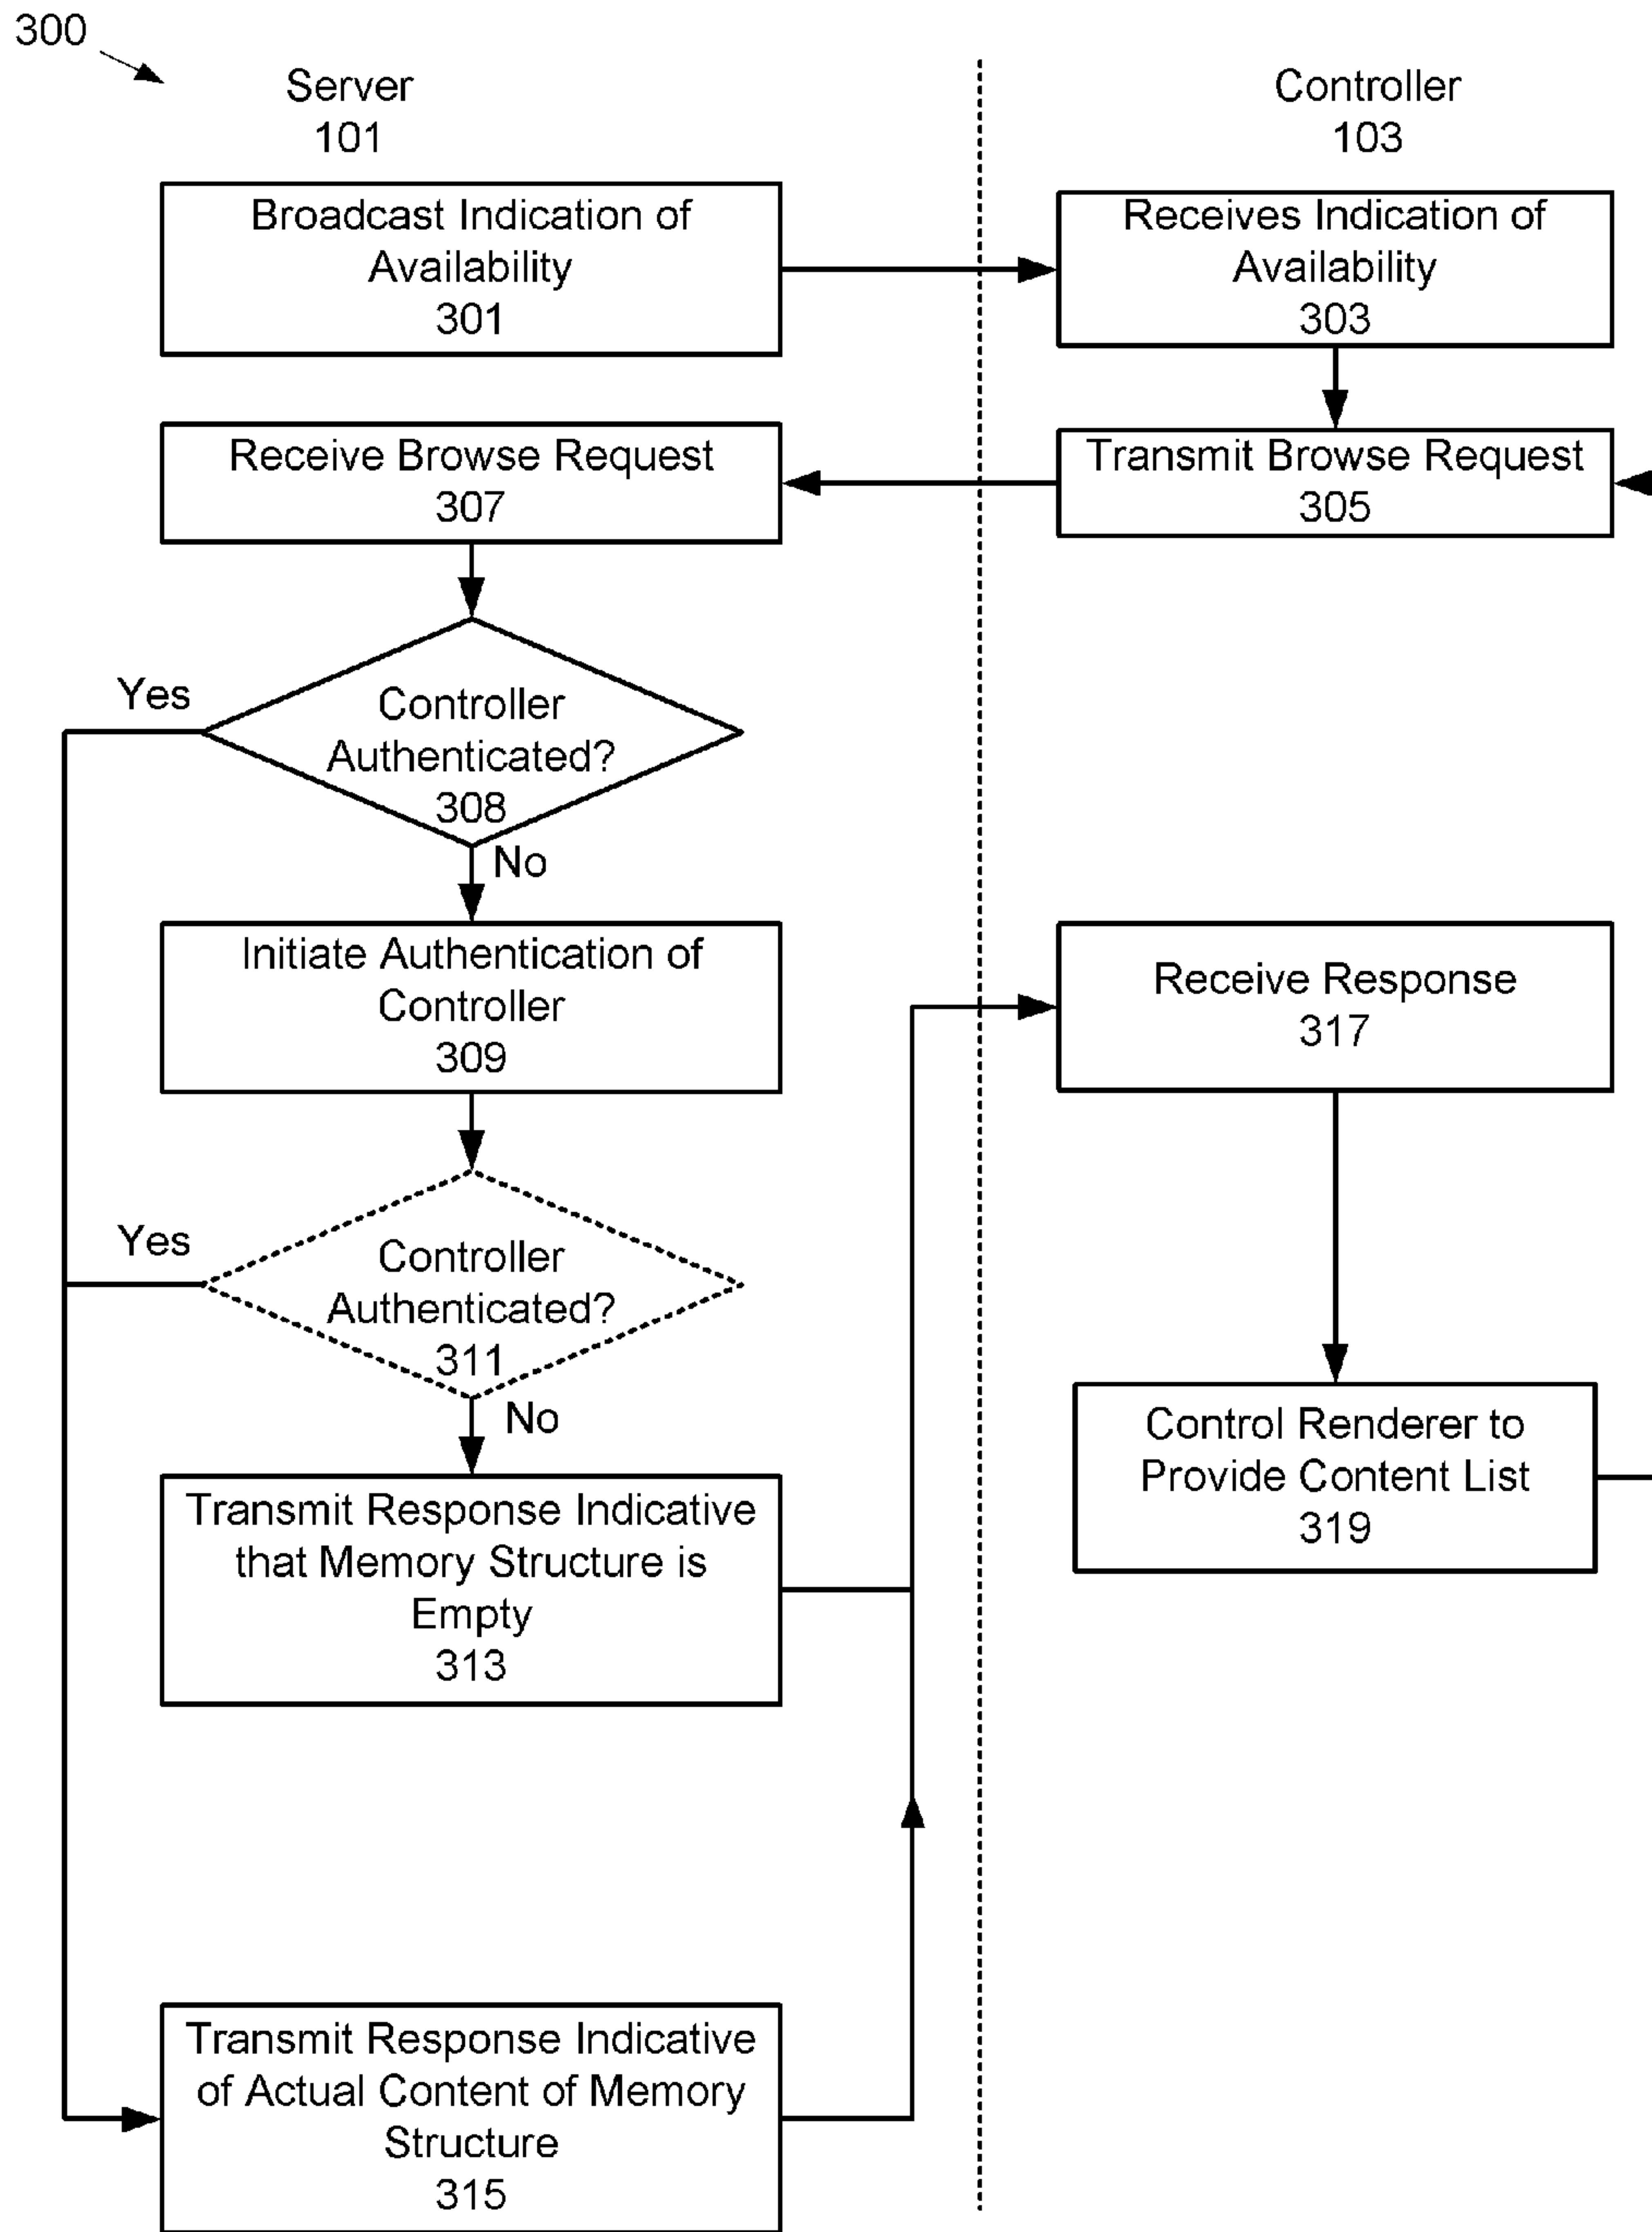 300
Server
101
Controller
103
Broadcast Indication of
Availability
301
Receives Indication of
Availability
303
Receive Browse Request
307
Transmit Browse Request
305
Yes
Controller
Authenticated?
308
No
Initiate Authentication of
Controller
309
Receive Response
317
Yes
Controller
Authenticated?
311
No
Control Renderer to
Provide Content List
319
Transmit Response Indicative
that Memory Structure is
Empty
313
Transmit Response Indicative
of Actual Content of Memory
Structure
315